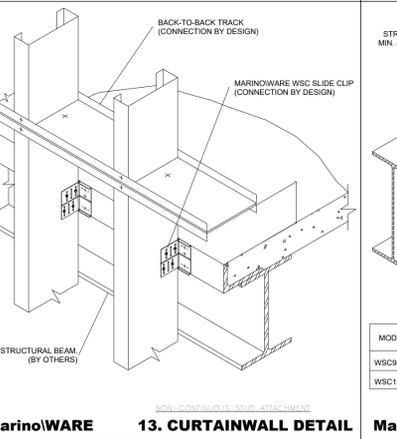 BACK-TO-BACK TRACK
(CONNECTION BY DESIGN)
STR
MIN.
MARINO\WARE WSC SLIDE CLIP
(CONNECTION BY DESIGN)
STRUCTURAL BEAM.
(BY OTHERS)
MOD
WSC9
WSC1
NON-CONTINUOUS STUD ATTACHMENT
arino\WARE
13. CURTAINWALL DETAIL
Ma